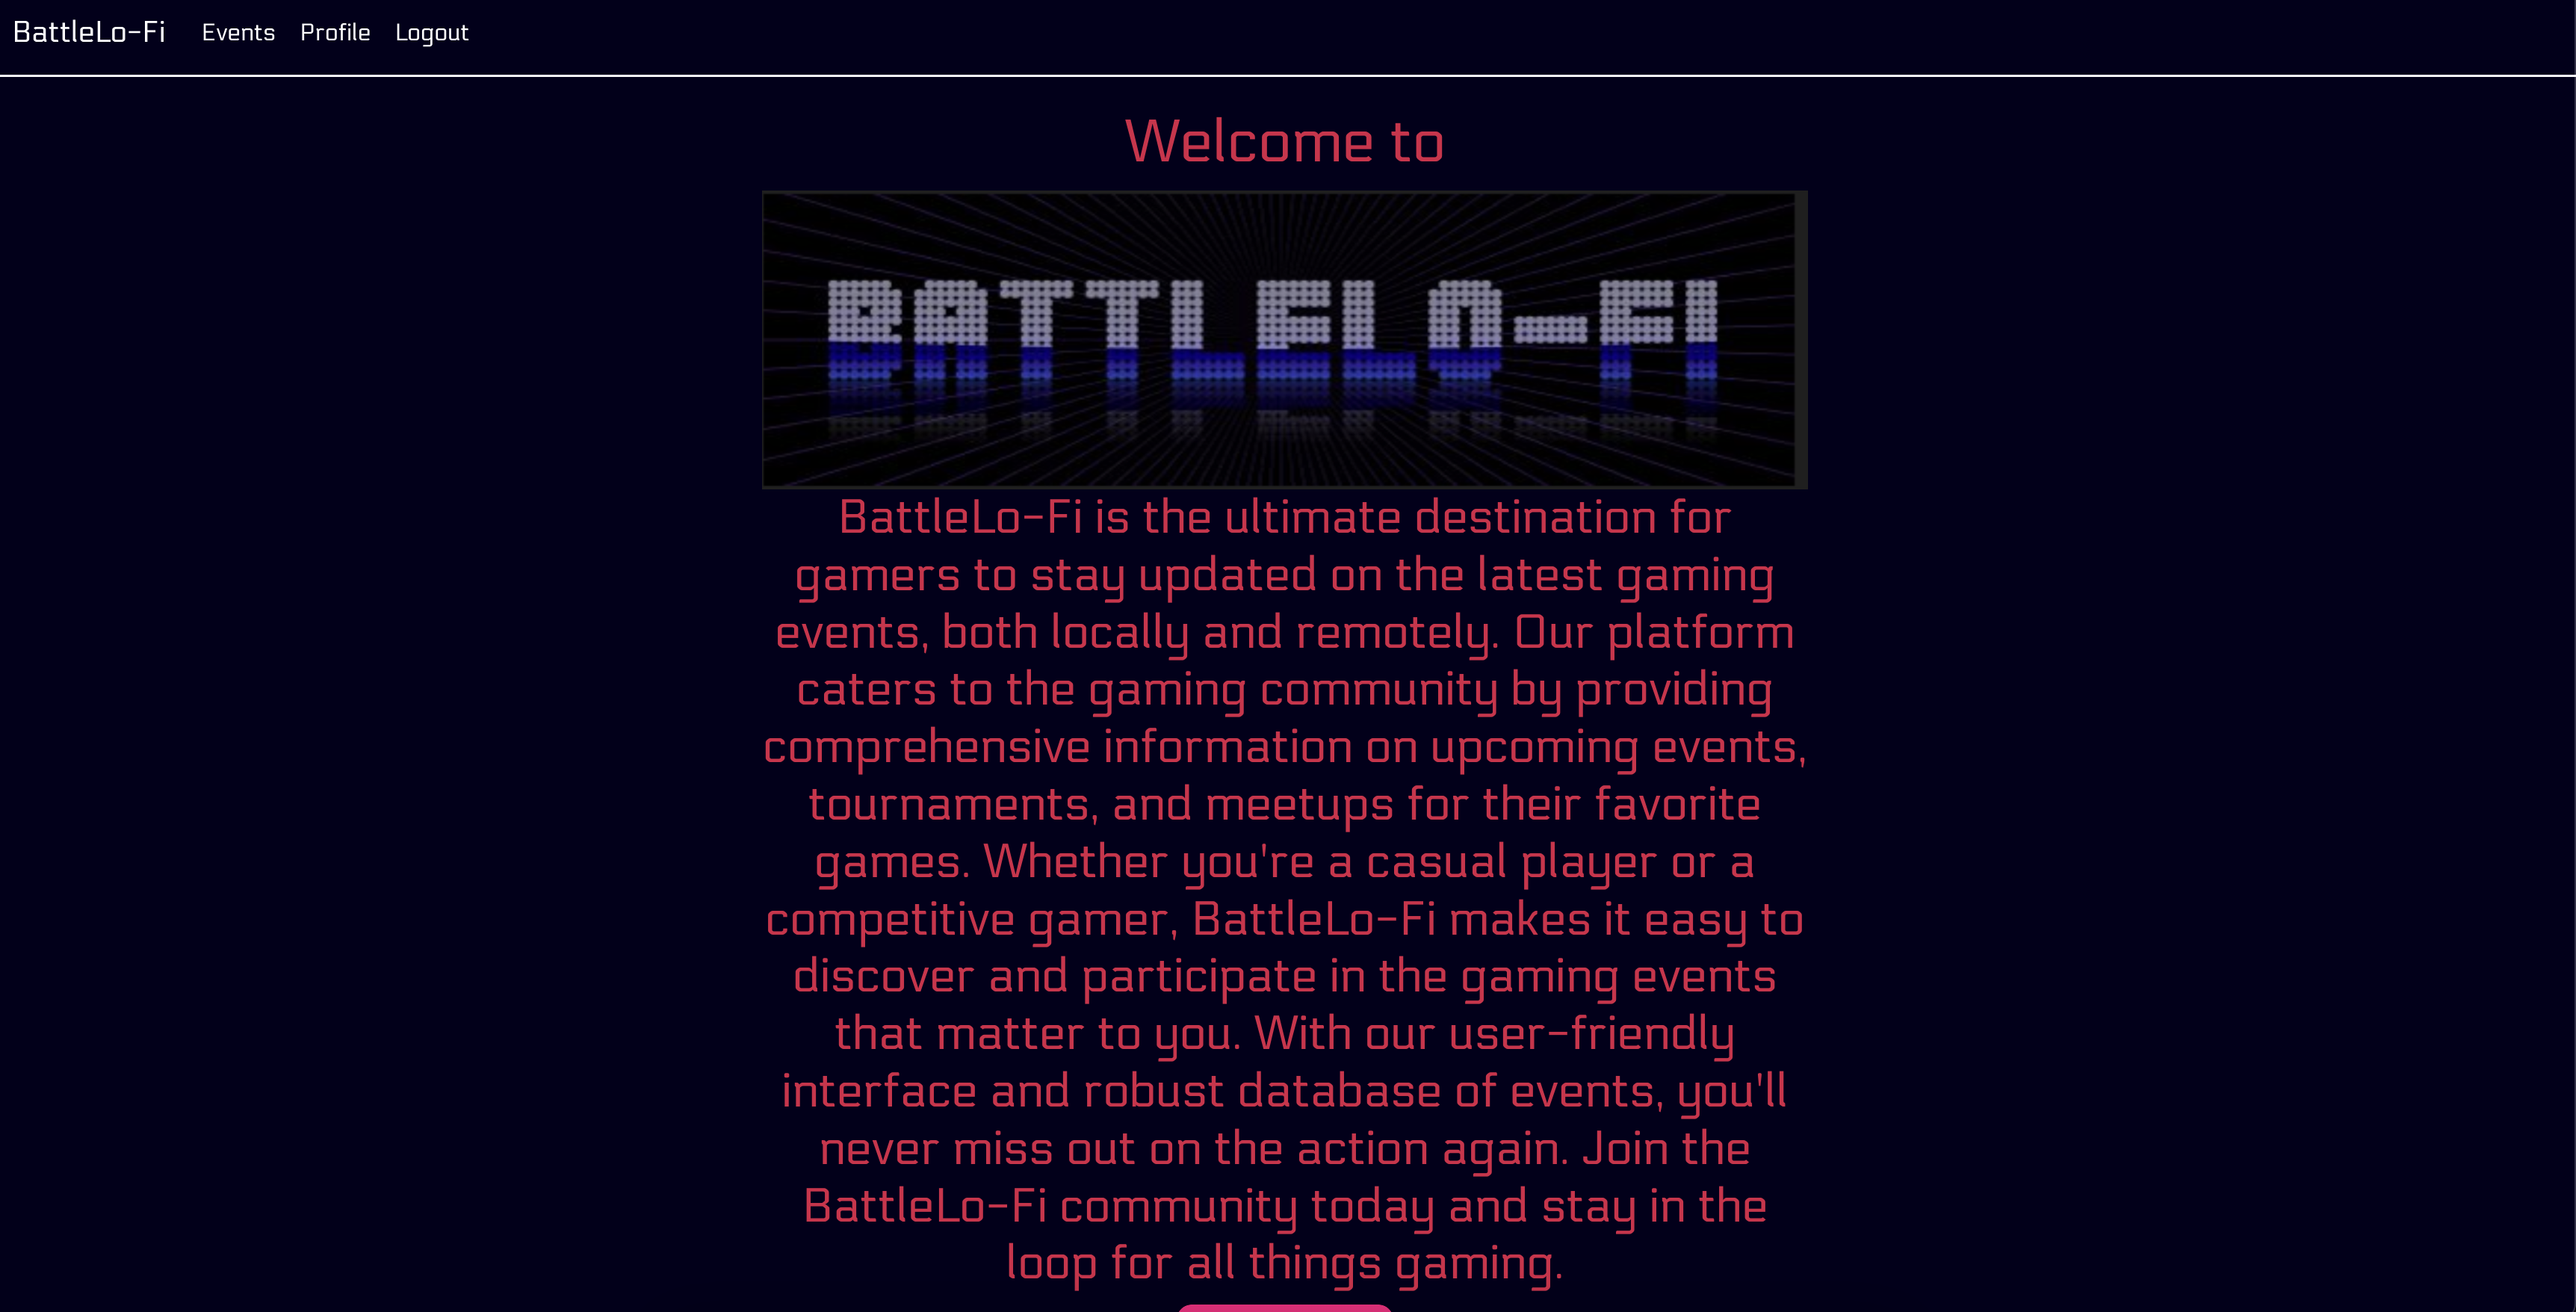 BattleLo-Fi Events Profile Logout
Welcome to
BATTLELO-FI
BattleLo-Fi is the ultimate destination for
gamers to stay updated on the latest gaming
events, both locally and remotely. Our platform
caters to the gaming community by providing
comprehensive information on upcoming events,
tournaments, and meetups for their favorite
games. Whether you're a casual player or a
competitive gamer, BattleLo-Fi makes it easy to
discover and participate in the gaming events
that matter to you. With our user-friendly
interface and robust database of events, you'll
never miss out on the action again. Join the
BattleLo-Fi community today and stay in the
loop for all things gaming.